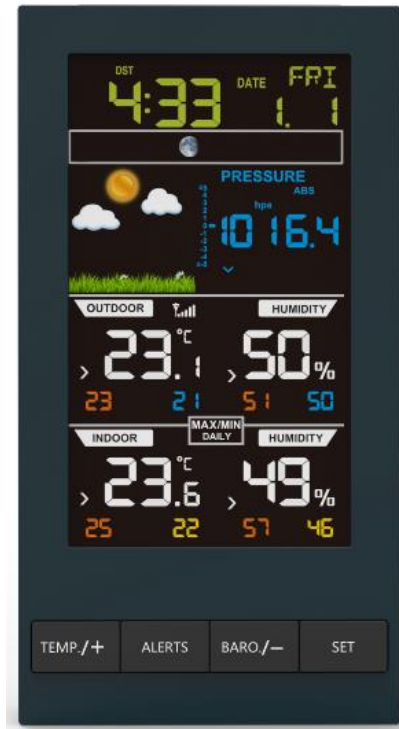 DST
4:33 DATE FRI
1. 1
PRESSURE
ABS
hpa
1016.4
OUTDOOR HUMIDITY
23.1 °C 50%
23 21 51 50
MAX/MIN
DAILY
INDOOR HUMIDITY
23.6 °C 49%
25 22 57 46
TEMP./+ ALERTS BARO./− SET